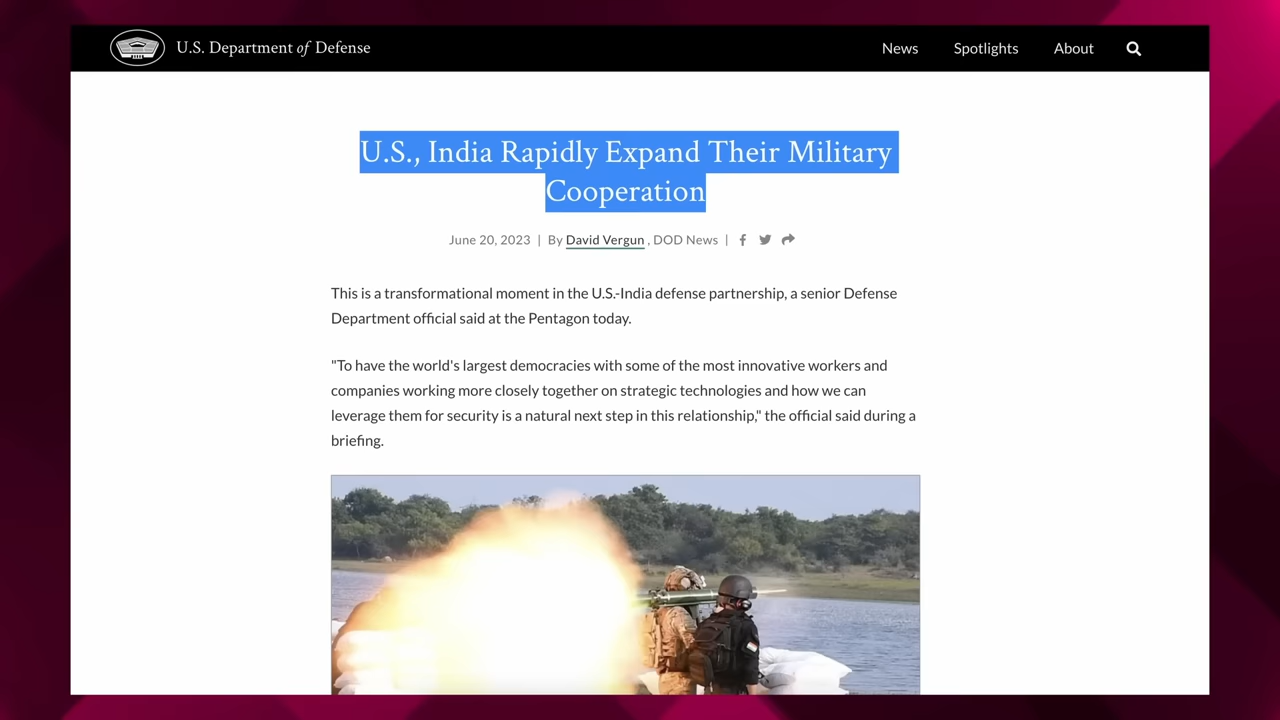 U.S. Department of Defense
News
Spotlights
About
U.S., India Rapidly Expand Their Military
Cooperation
June 20, 2023 | By David Vergun , DOD News |
This is a transformational moment in the U.S.-India defense partnership, a senior Defense
Department official said at the Pentagon today.
"To have the world's largest democracies with some of the most innovative workers and
companies working more closely together on strategic technologies and how we can
leverage them for security is a natural next step in this relationship," the official said during a
briefing.